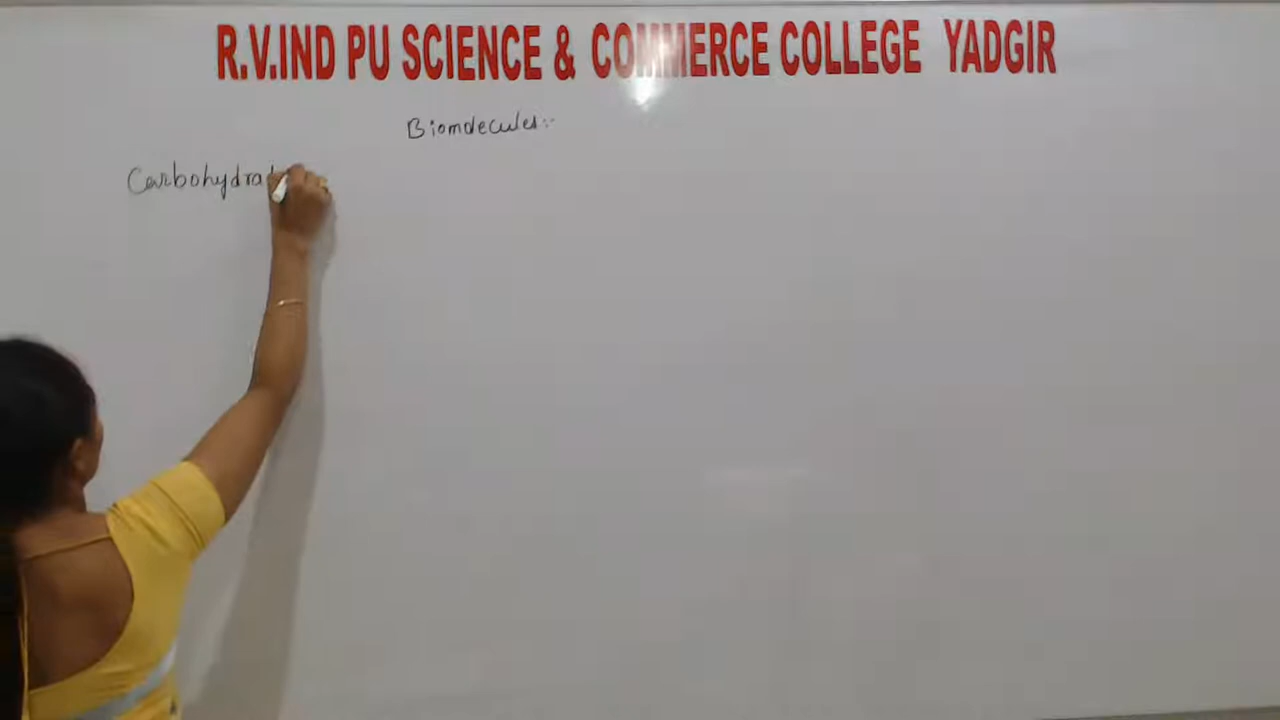 R.V.IND PU SCIENCE & COMMERCE COLLEGE YADGIR
Biomolecules:-
Carbohydrat